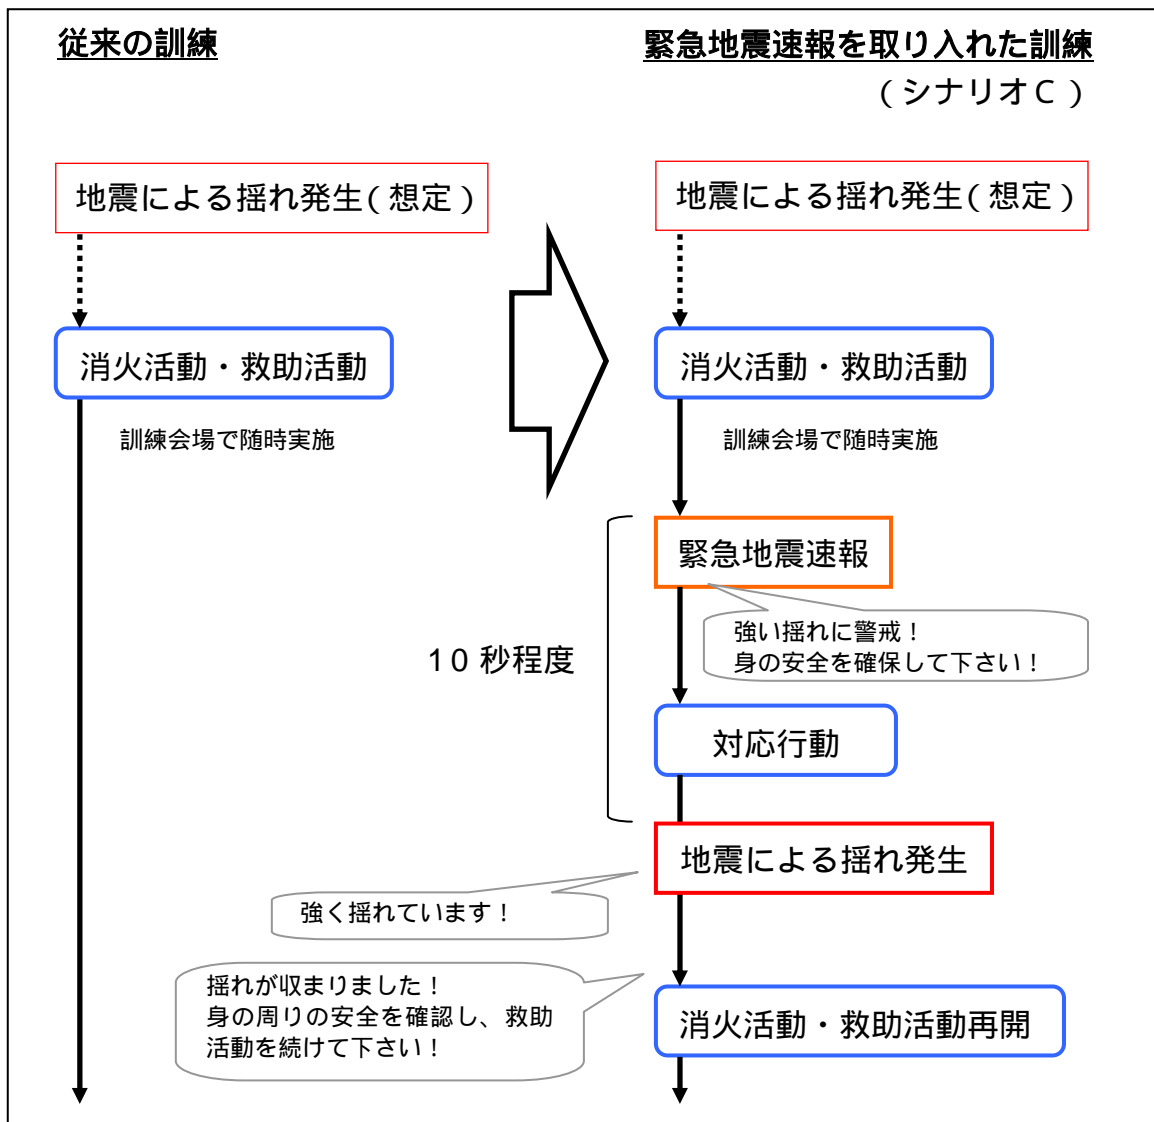 従来の訓練
地震による揺れ発生(想定)
消火活動・救助活動
訓練会場で随時実施
緊急地震速報を取り入れた訓練
(シナリオC)
地震による揺れ発生(想定)
消火活動・救助活動
訓練会場で随時実施
緊急地震速報
強い揺れに警戒!
身の安全を確保して下さい!
10秒程度
対応行動
地震による揺れ発生
強く揺れています!
揺れが収まりました!
身の周りの安全を確認し、救助
活動を続けて下さい!
消火活動・救助活動再開